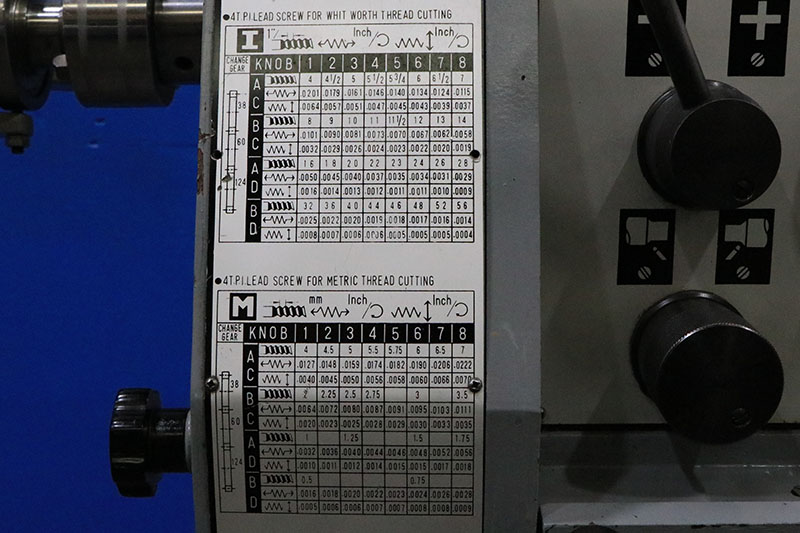 ●4T.P.I.LEAD SCREW FOR WHIT WORTH THREAD CUTTING
I 1" Inch Inch
CHANGE GEAR KNOB 1 2 3 4 5 6 7 8
A C 4 4 1/2 5 5 1/2 5 3/4 6 6 1/2 7
.0201 .0179 .0161 .0146 .0140 .0134 .0124 .0115
.0064 .0057 .0051 .0047 .0045 .0043 .0039 .0037
B C 8 9 10 11 11 1/2 12 13 14
.0101 .0090 .0081 .0073 .0070 .0067 .0062 .0058
.0032 .0029 .0026 .0024 .0023 .0022 .0020 .0019
A D 16 18 20 22 23 24 26 28
.0050 .0045 .0040 .0037 .0035 .0034 .0031 .0029
.0016 .0014 .0013 .0012 .0011 .0011 .0010 .0009
B D 32 36 40 44 46 48 52 56
.0025 .0022 .0020 .0019 .0018 .0017 .0016 .0014
.0008 .0007 .0006 .0006 .0005 .0005 .0005 .0004
38
60
124
●4T.P.I.LEAD SCREW FOR METRIC THREAD CUTTING
M mm Inch Inch
CHANGE GEAR KNOB 1 2 3 4 5 6 7 8
A C 4 4.5 5 5.5 5.75 6 6.5 7
.0127 .0148 .0159 .0174 .0182 .0190 .0206 .0222
.0040 .0045 .0050 .0056 .0058 .0060 .0066 .0070
B C 2 2.25 2.5 2.75 3 3.5
.0064 .0072 .0080 .0087 .0091 .0095 .0103 .0111
.0020 .0023 .0025 .0028 .0029 .0030 .0033 .0035
A D 1 1.25 1.5 1.75
.0032 .0036 .0040 .0044 .0046 .0048 .0052 .0056
.0010 .0011 .0012 .0014 .0015 .0015 .0017 .0018
B D 0.5 0.75
.0016 .0018 .0020 .0022 .0023 .0024 .0026 .0028
.0005 .0006 .0006 .0007 .0007 .0008 .0008 .0009
38
60
124
− +